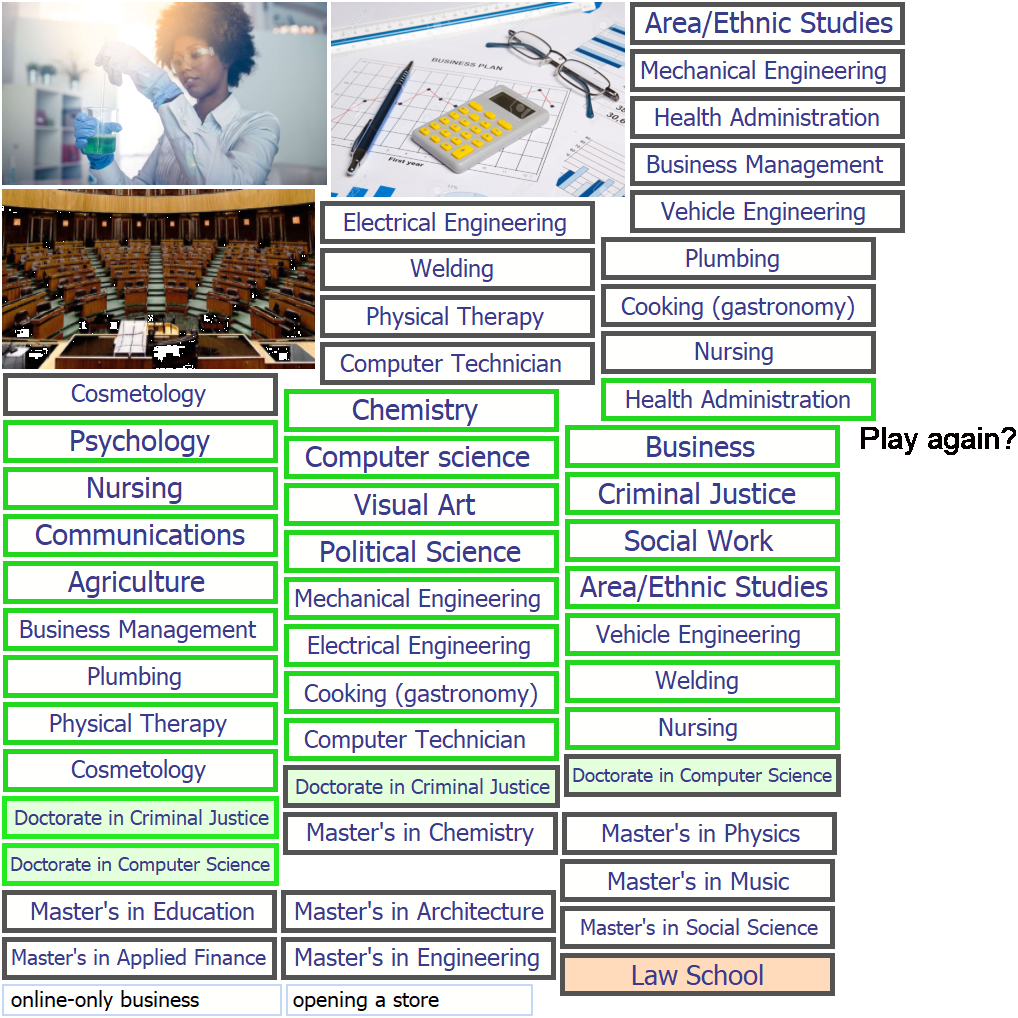 Area/Ethnic Studies
BUSINESS PLAN
Mechanical Engineering
Health Administration
First year
Business Management
Electrical Engineering
Vehicle Engineering
Welding
Plumbing
Physical Therapy
Cooking (gastronomy)
Computer Technician
Nursing
Cosmetology
Chemistry
Health Administration
Psychology
Computer science
Business
Play again?
Nursing
Visual Art
Criminal Justice
Communications
Political Science
Social Work
Agriculture
Mechanical Engineering
Area/Ethnic Studies
Business Management
Electrical Engineering
Vehicle Engineering
Plumbing
Cooking (gastronomy)
Welding
Physical Therapy
Computer Technician
Nursing
Cosmetology
Doctorate in Criminal Justice
Doctorate in Computer Science
Doctorate in Criminal Justice
Master's in Chemistry
Master's in Physics
Doctorate in Computer Science
Master's in Music
Master's in Education
Master's in Architecture
Master's in Social Science
Master's in Applied Finance
Master's in Engineering
Law School
online-only business
opening a store